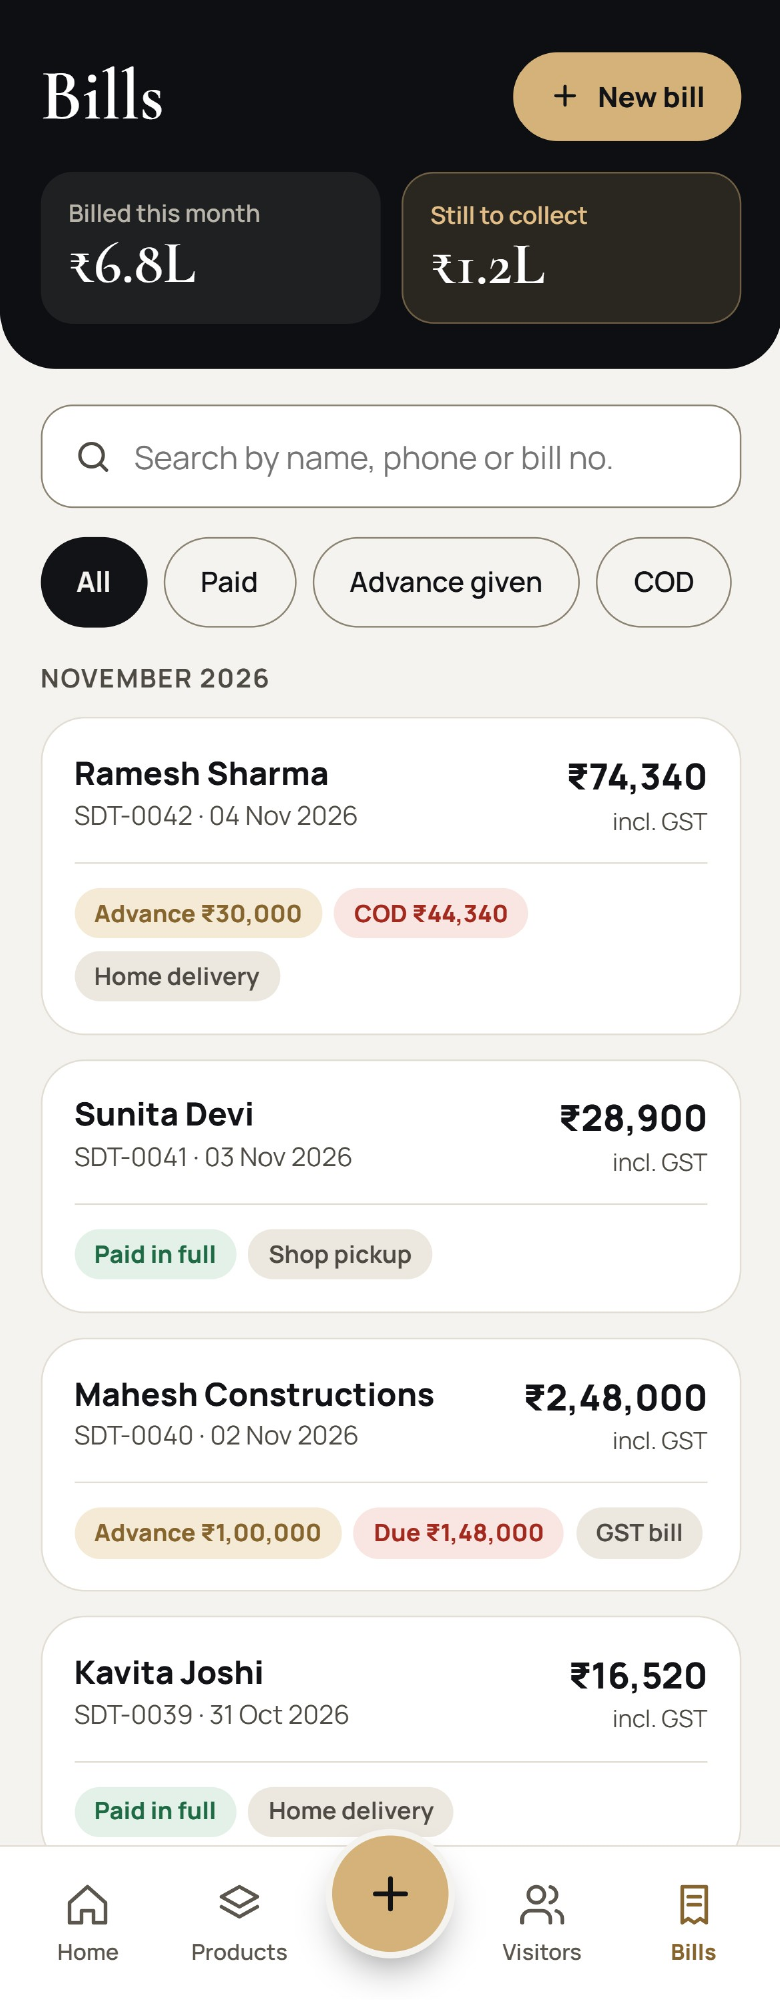 Bills
+ New bill
Billed this month
₹6.8L
Still to collect
₹1.2L
Search by name, phone or bill no.
All
Paid
Advance given
COD
NOVEMBER 2026
Ramesh Sharma
₹74,340
SDT-0042 · 04 Nov 2026
incl. GST
Advance ₹30,000
COD ₹44,340
Home delivery
Sunita Devi
₹28,900
SDT-0041 · 03 Nov 2026
incl. GST
Paid in full
Shop pickup
Mahesh Constructions
₹2,48,000
SDT-0040 · 02 Nov 2026
incl. GST
Advance ₹1,00,000
Due ₹1,48,000
GST bill
Kavita Joshi
₹16,520
SDT-0039 · 31 Oct 2026
incl. GST
Paid in full
Home delivery
Home
Products
+
Visitors
Bills